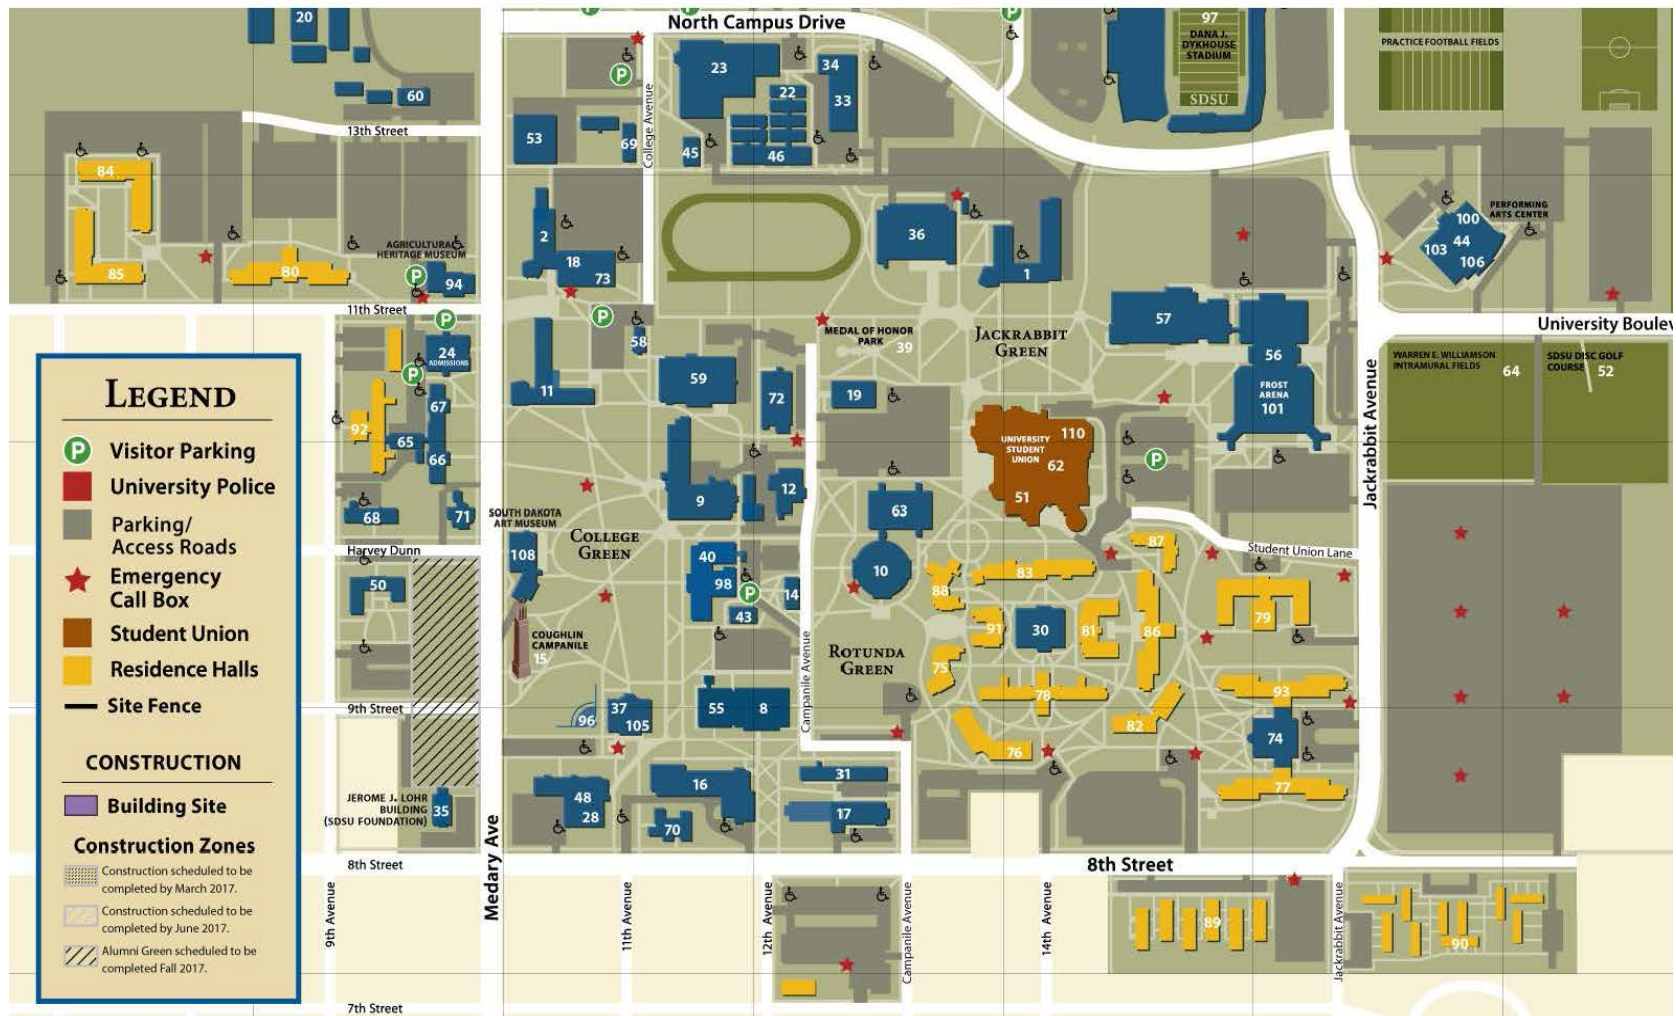 20
North Campus Drive
97
DANA J.
DYKHOUSE
STADIUM
SDSU
PRACTICE FOOTBALL FIELDS
P
P
P
P
60
13th Street
53
69
College Avenue
23
45
22
46
34
33
84
85
80
AGRICULTURAL
HERITAGE MUSEUM
P
94
11th Street
2
18
73
36
1
PERFORMING
ARTS CENTER
100
103
44
106
P
24
ADMISSIONS
P
P
58
11
59
72
MEDAL OF HONOR
PARK
39
JACKRABBIT
GREEN
57
56
FROST
ARENA
101
University Boulev
WARREN E. WILLIAMSON
INTRAMURAL FIELDS
64
SDSU DISC GOLF
COURSE
52
Jackrabbit Avenue
19
67
92
65
66
68
71
9
12
63
110
UNIVERSITY
STUDENT
UNION
62
51
P
SOUTH DAKOTA
ART MUSEUM
108
COLLEGE
GREEN
Harvey Dunn
50
40
98
P
14
43
10
87
Student Union Lane
83
88
91
30
81
86
79
COUGHLIN
CAMPANILE
15
ROTUNDA
GREEN
Campanile Avenue
75
78
93
82
76
74
77
9th Street
96
37
105
55
8
31
16
17
48
28
70
JEROME J. LOHR
BUILDING
(SDSU FOUNDATION)
35
8th Street
8th Street
Medary Ave
9th Avenue
11th Avenue
12th Avenue
Campanile Avenue
14th Avenue
Jackrabbit Avenue
89
90
7th Street
LEGEND
P Visitor Parking
University Police
Parking/
Access Roads
Emergency
Call Box
Student Union
Residence Halls
Site Fence
CONSTRUCTION
Building Site
Construction Zones
Construction scheduled to be
completed by March 2017.
Construction scheduled to be
completed by June 2017.
Alumni Green scheduled to be
completed Fall 2017.